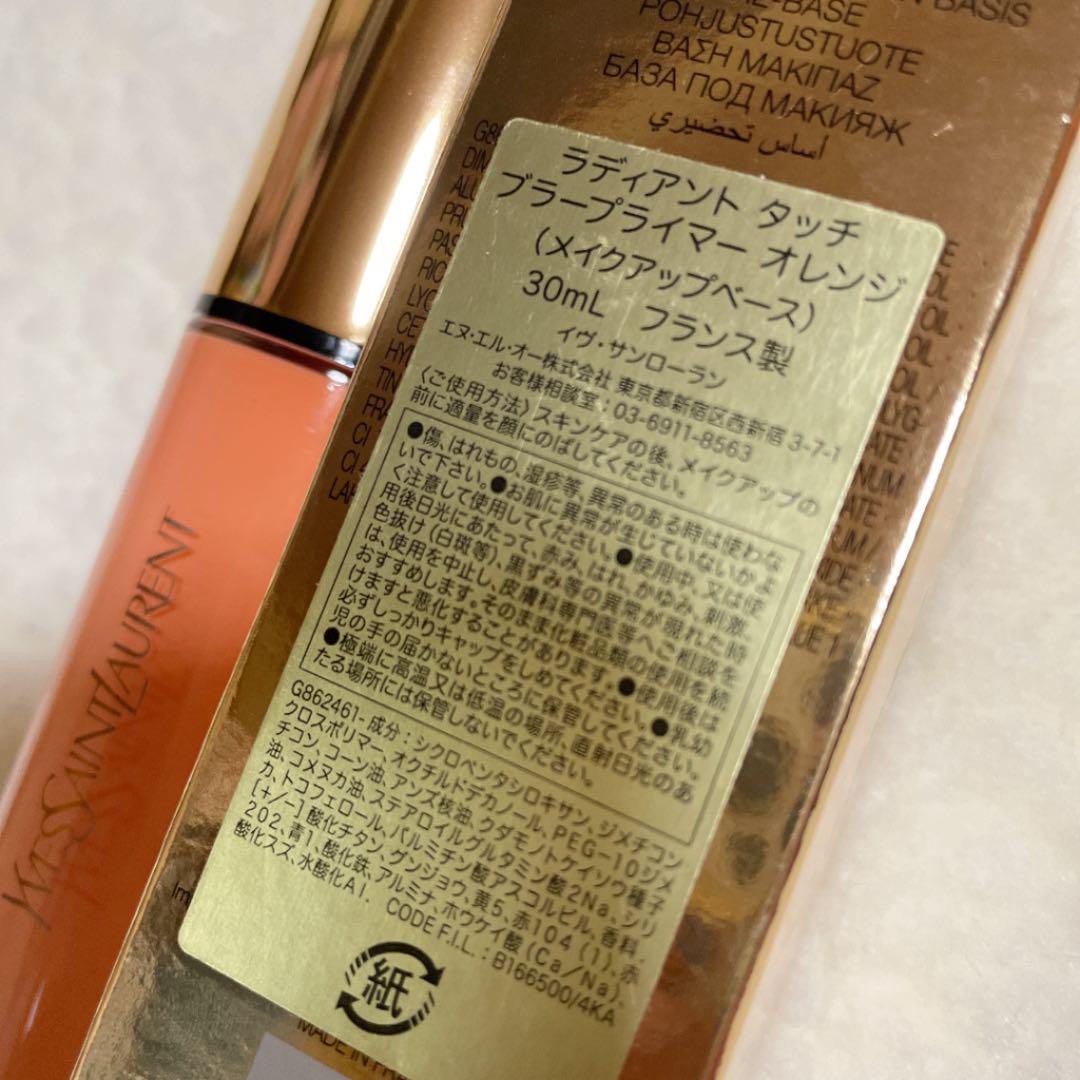 YVES SAINT LAURENT
BASIS
-BASE
POHJUSTUSTUOTE
ΒΑΣΗ ΜΑΚΙΓΙΑΖ
БАЗА ПОД МАКИЯЖ
اساس تحضيري
ラディアント タッチ
ブラープライマー オレンジ
（メイクアップベース）
30mL フランス製
イヴ・サンローラン
エヌ・エル・オー株式会社 東京都新宿区西新宿3-7-1
お客様相談室：03-6911-8563
〈ご使用方法〉スキンケアの後、メイクアップの
前に適量を顔にのばしてください。
●傷、はれもの、湿疹等、異常のある時は使わな
いで下さい。●お肌に異常が生じていないかよ
く注意して使用してください。●使用中、又は使
用後日光にあたって、赤み、はれ、かゆみ、刺激、
色抜け（白斑等）、黒ずみ等の異常が現れた時
は、使用を中止し、皮膚科専門医等へご相談を
おすすめします。そのまま化粧品類の使用を続
けますと悪化することがあります。●使用後は
必ずしっかりキャップをしめてください。●乳幼
児の手の届かないところに保管してください。
●極端に高温又は低温の場所、直射日光のあ
たる場所には保管しないでください。
G862461-成分：シクロペンタシロキサン、ジメチコン
クロスポリマー、オクチルドデカノール、PEG-10ジメ
チコン、コーン油、アンズ核油、クダモノトケイソウ種子
油、コメヌカ油、ステアロイルグルタミン酸2Na、シリ
カ、トコフェロール、パルミチン酸アスコルビル、香料、
[+/-] 酸化チタン、グンジョウ、黄5、赤104（1）、赤
202、青1、酸化鉄、アルミナ、ホウケイ酸（Ca/Na）、
酸化スズ、水酸化Al. CODE F.I.L. : B166500/4KA
紙
MADE IN FR